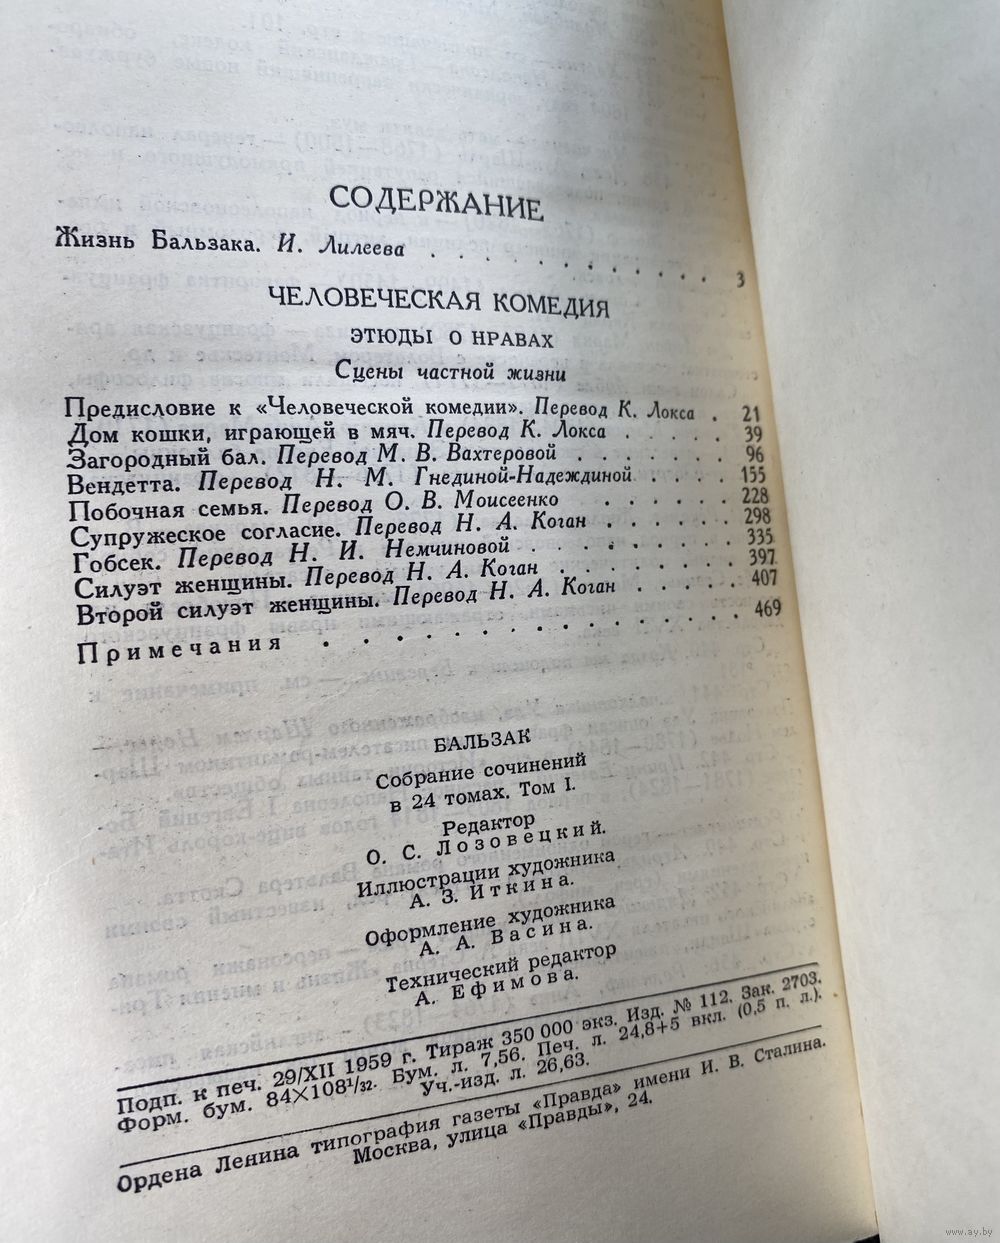 СОДЕРЖАНИЕ
Жизнь Бальзака. И. Лилеева . . . . . . . . . . . . 3
ЧЕЛОВЕЧЕСКАЯ КОМЕДИЯ
ЭТЮДЫ О НРАВАХ
Сцены частной жизни
Предисловие к «Человеческой комедии». Перевод К. Локса . 21
Дом кошки, играющей в мяч. Перевод К. Локса . . . . . 39
Загородный бал. Перевод М. В. Вахтеровой . . . . . . . 96
Вендетта. Перевод Н. М. Гнединой-Надеждиной . . . . 155
Побочная семья. Перевод О. В. Моисеенко . . . . . 228
Супружеское согласие. Перевод Н. А. Коган . . . . . . 298
Гобсек. Перевод Н. И. Немчиновой . . . . . . . . . 335
Силуэт женщины. Перевод Н. А. Коган . . . . . . . . 397
Второй силуэт женщины. Перевод Н. А. Коган . . . . . 407
Примечания . . . . . . . . . . . . . 469
БАЛЬЗАК
Собрание сочинений
в 24 томах. Том I.
Редактор
О. С. Лозовецкий.
Иллюстрации художника
А. З. Иткина.
Оформление художника
А. А. Васина.
Технический редактор
А. Ефимова.
Подп. к печ. 29/XII 1959 г. Тираж 350 000 экз. Изд. № 112. Зак. 2703.
Форм. бум. 84×108¹/₃₂. Бум. л. 7,56. Печ. л. 24,8+5 вкл. (0,5 п. л.).
Уч.-изд. л. 26,63.
Ордена Ленина типография газеты «Правда» имени И. В. Сталина.
Москва, улица «Правды», 24.
www.ay.by